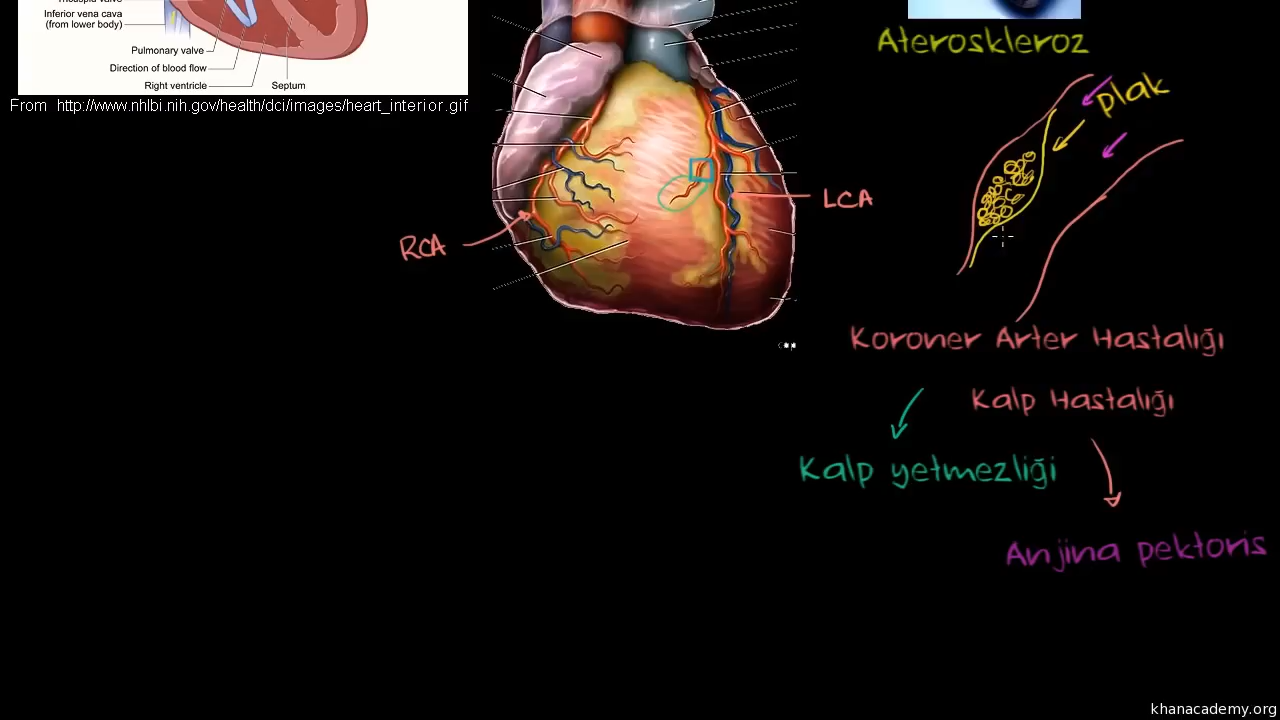 Inferior vena cava
(from lower body)
Pulmonary valve
Direction of blood flow
Right ventricle
Septum
From http://www.nhlbi.nih.gov/health/dci/images/heart_interior.gif
Ateroskleroz
plak
LCA
RCA
Koroner Arter Hastalığı
Kalp Hastalığı
Kalp yetmezliği
Anjina pektoris
khanacademy.org